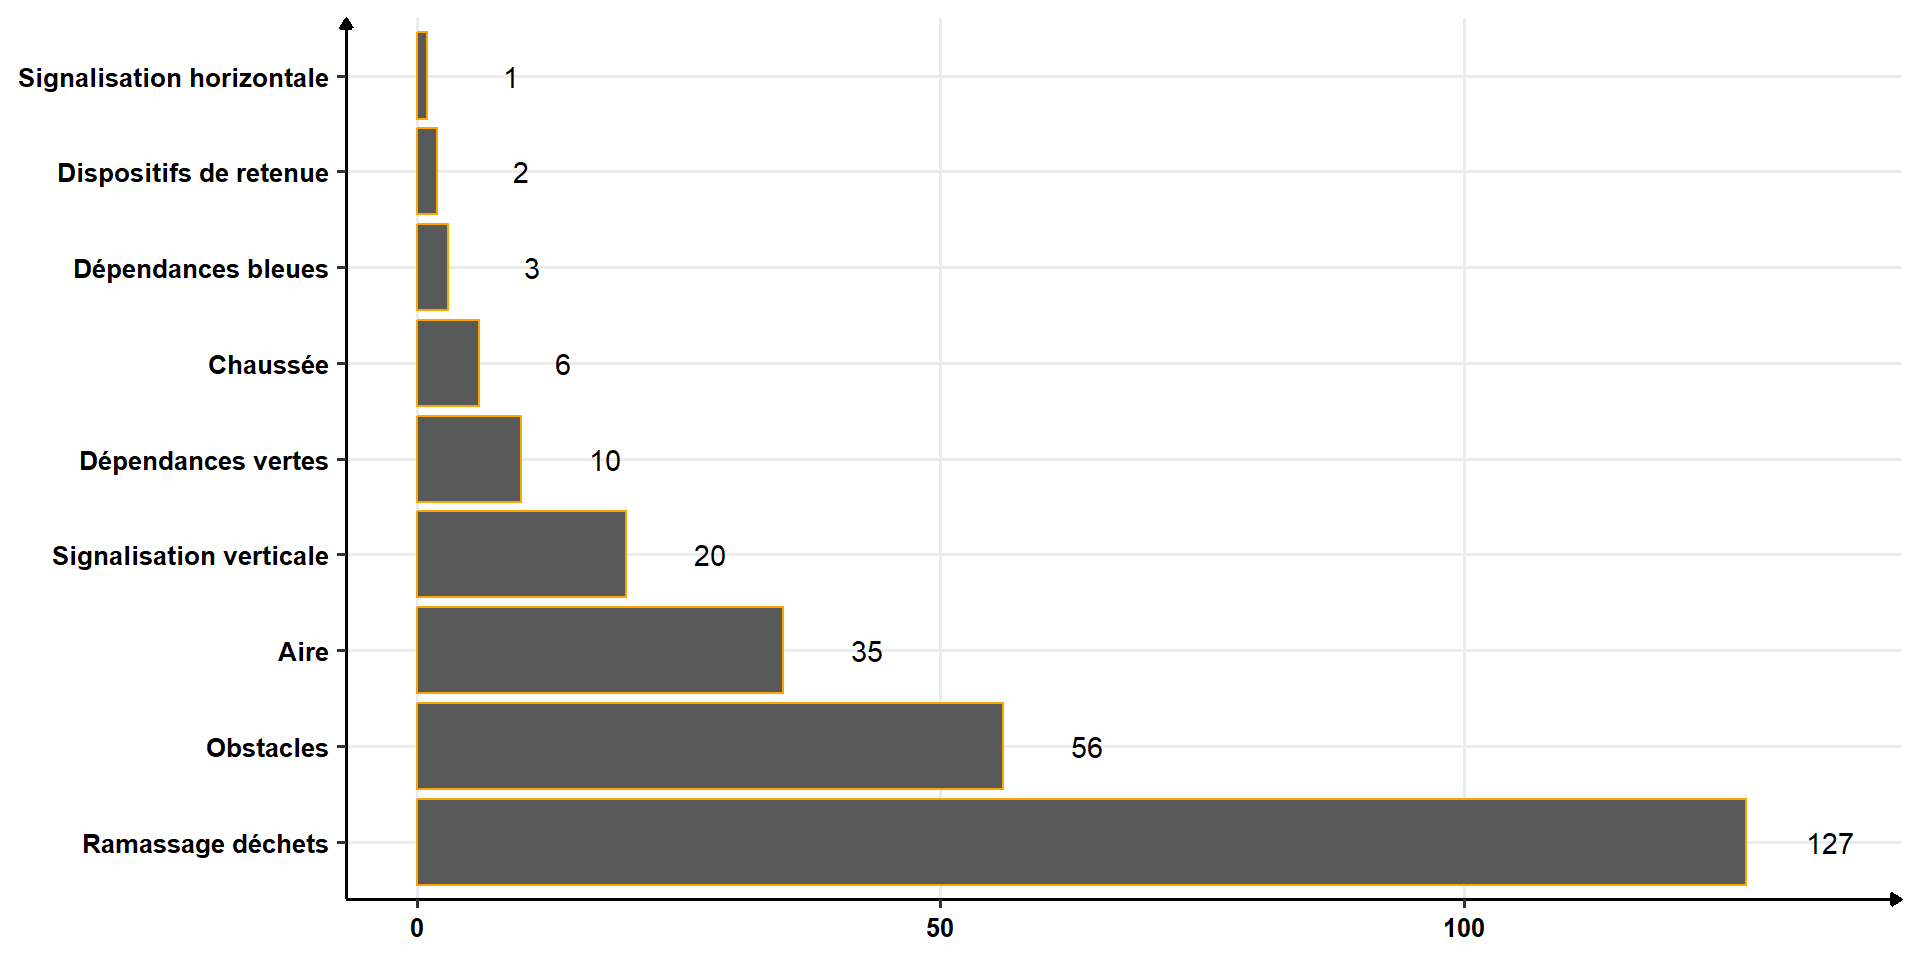 Signalisation horizontale 1
Dispositifs de retenue 2
Dépendances bleues 3
Chaussée 6
Dépendances vertes 10
Signalisation verticale 20
Aire 35
Obstacles 56
Ramassage déchets 127
0 50 100